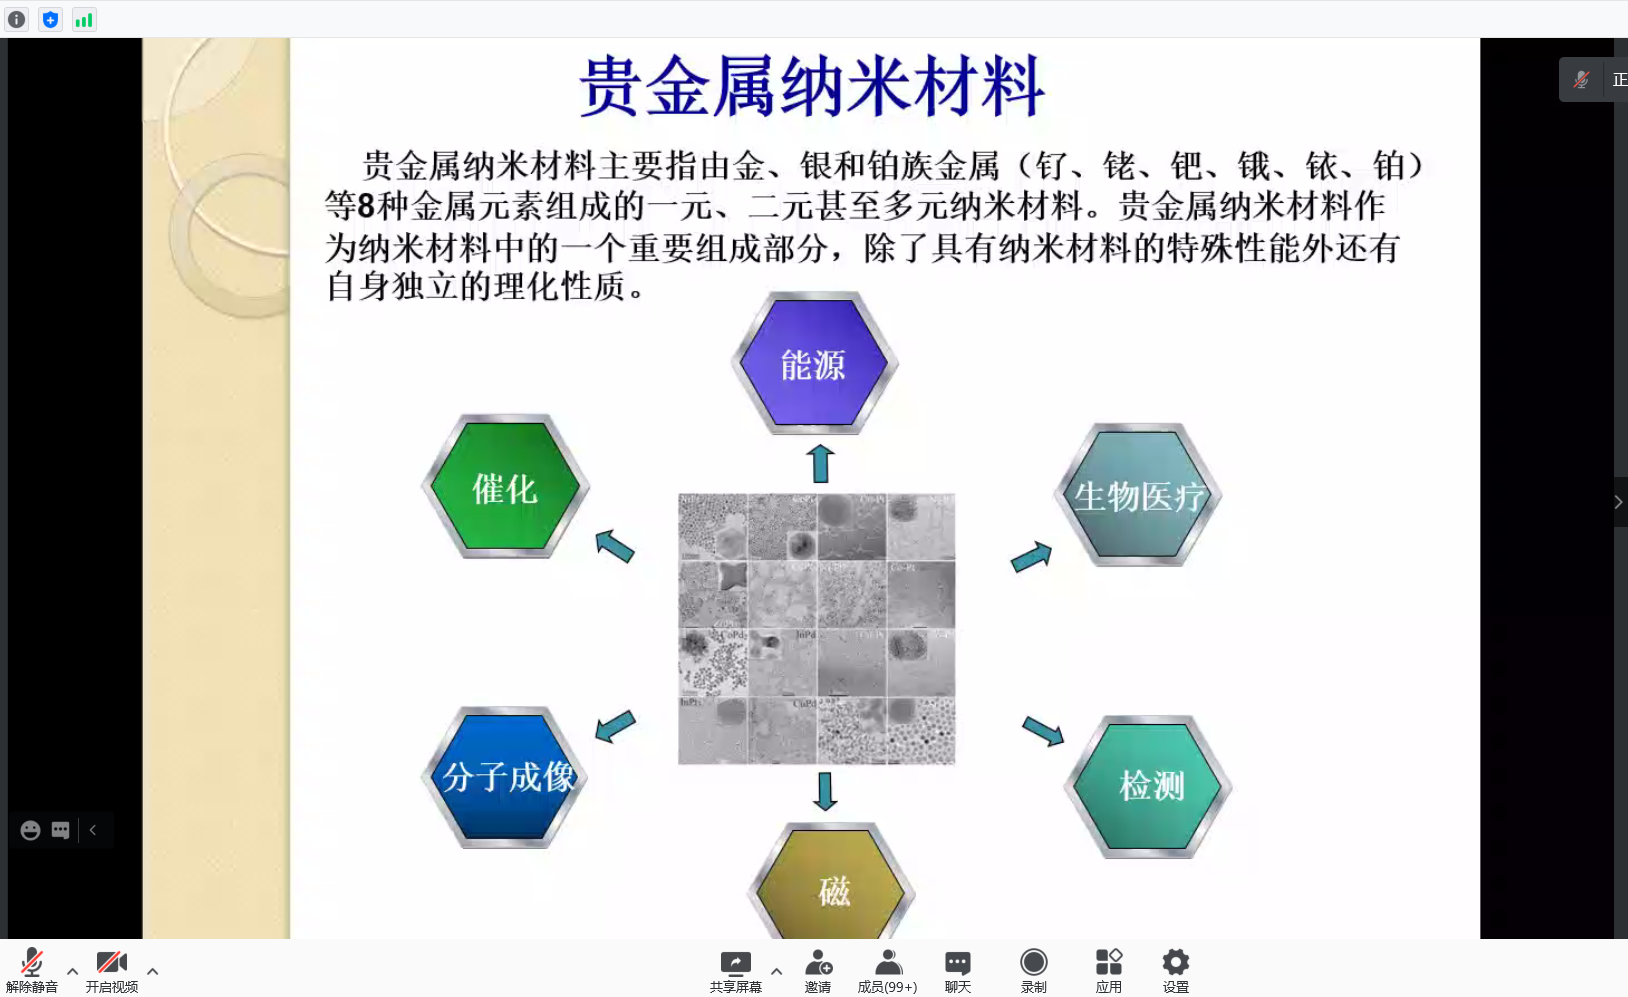 正
贵金属纳米材料
贵金属纳米材料主要指由金、银和铂族金属（钌、铑、钯、锇、铱、铂）
等8种金属元素组成的一元、二元甚至多元纳米材料。贵金属纳米材料作
为纳米材料中的一个重要组成部分，除了具有纳米材料的特殊性能外还有
自身独立的理化性质。
能源
催化
生物医疗
CoPd
InPd
CuPd
分子成像
检测
磁
解除静音
开启视频
共享屏幕
邀请
成员(99+)
聊天
录制
应用
设置